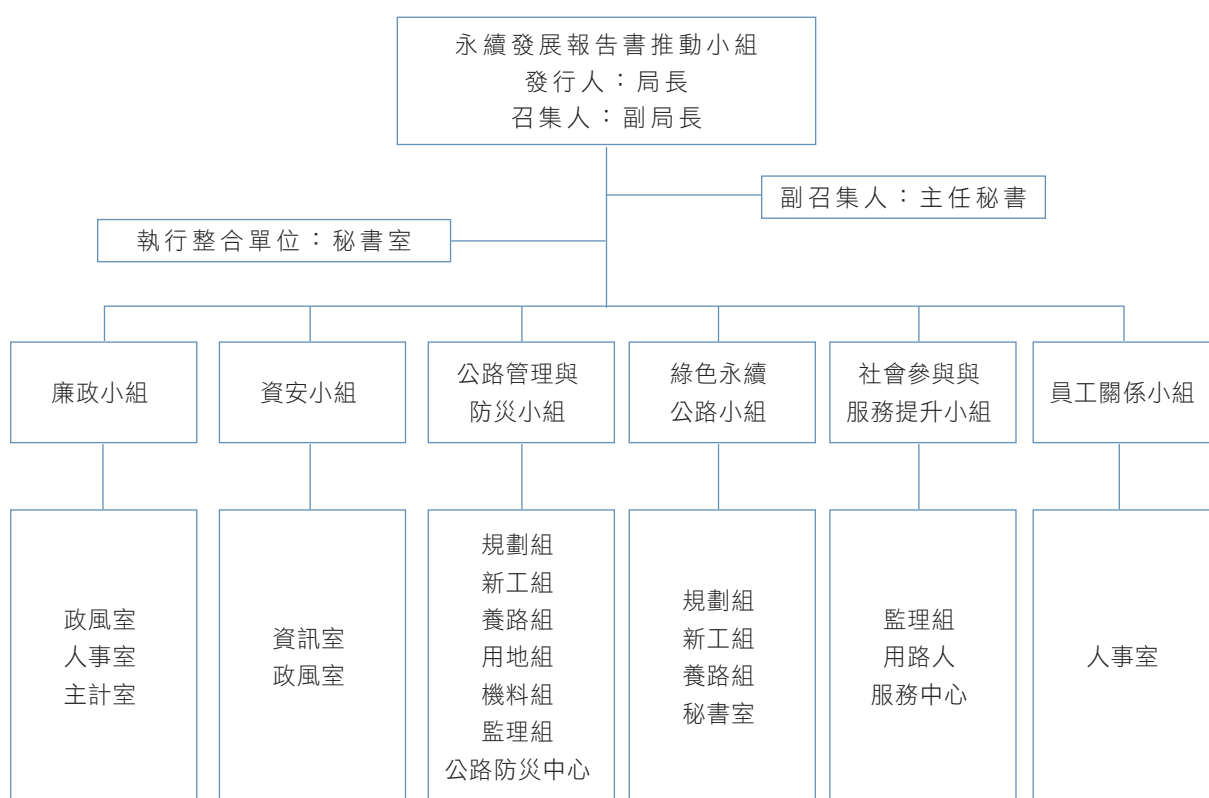 永續發展報告書推動小組
發行人：局長
召集人：副局長
副召集人：主任秘書
執行整合單位：秘書室
廉政小組
資安小組
公路管理與
防災小組
綠色永續
公路小組
社會參與與
服務提升小組
員工關係小組
政風室
人事室
主計室
資訊室
政風室
規劃組
新工組
養路組
用地組
機料組
監理組
公路防災中心
規劃組
新工組
養路組
秘書室
監理組
用路人
服務中心
人事室